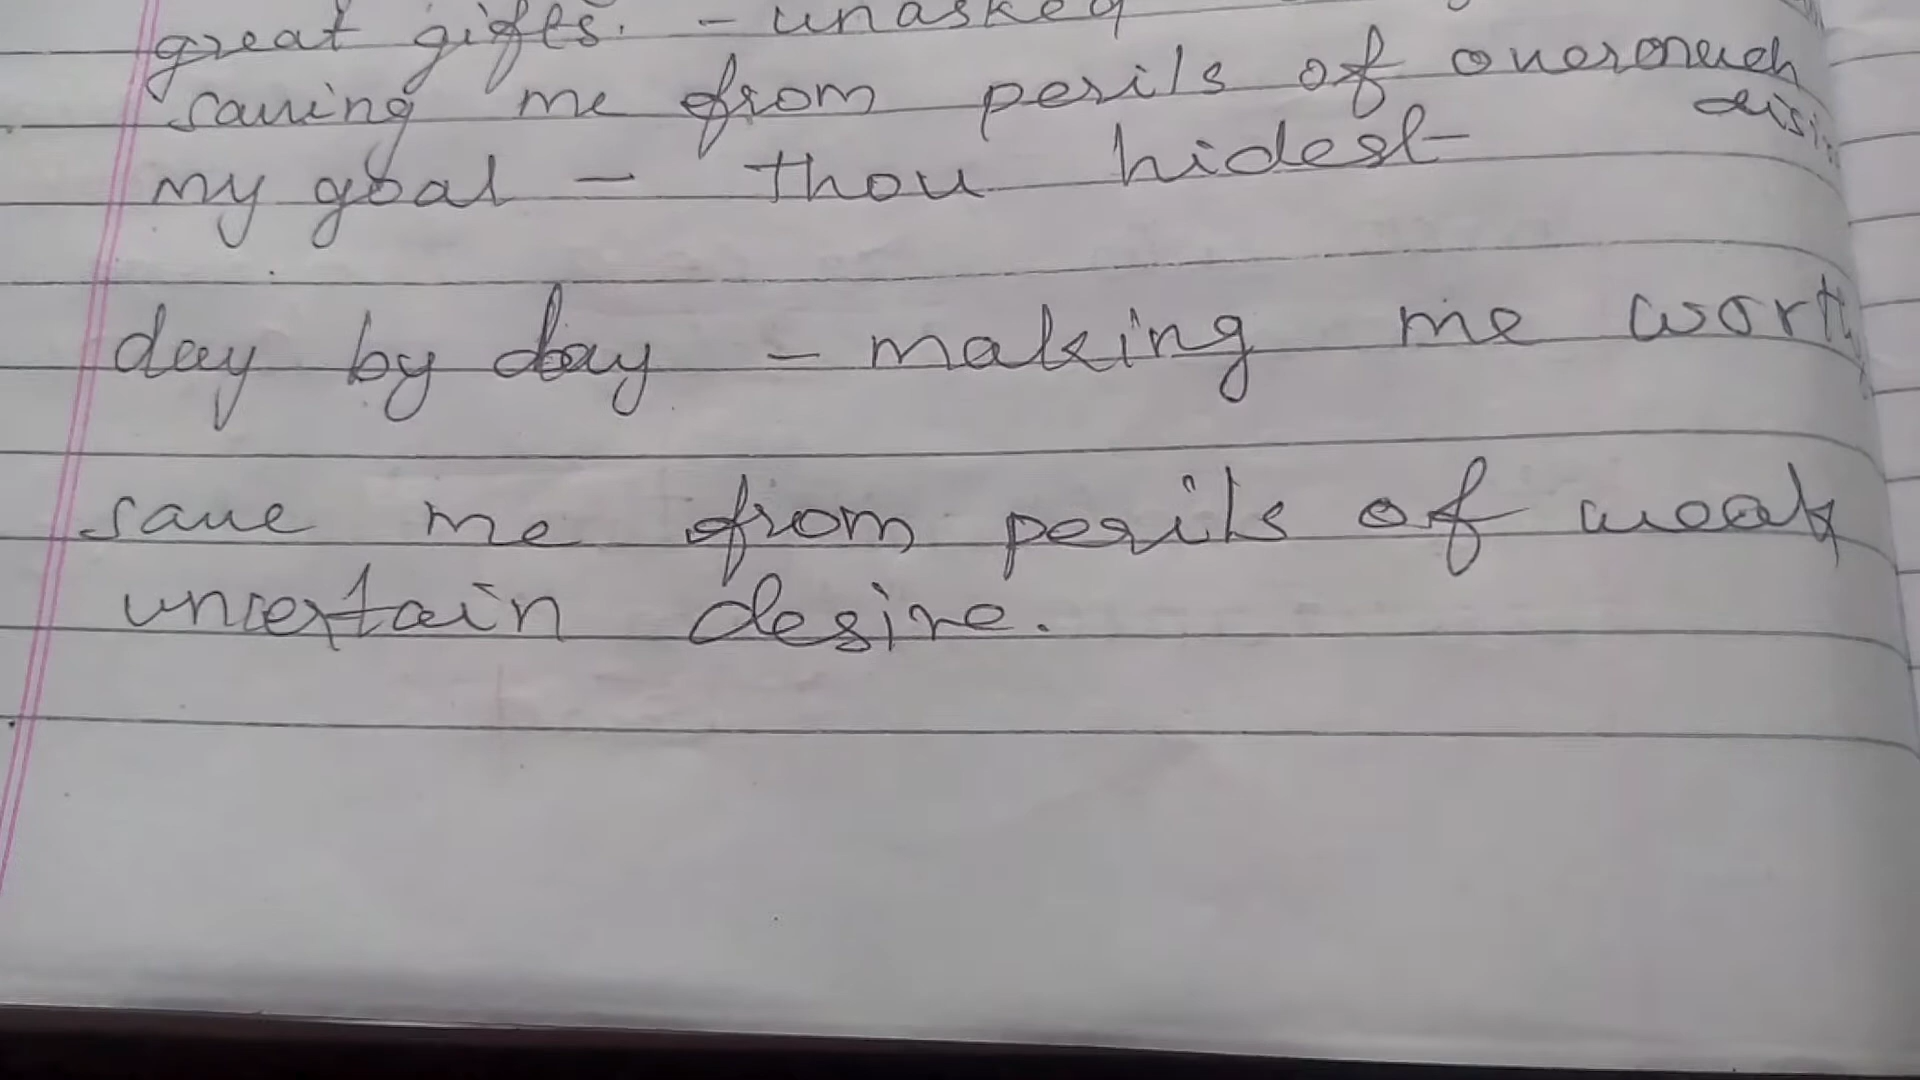 great gifts. - unasked
saving me from perils of overmuch
my goal - thou hidest
day by day - making me worth
save me from perils of weak
uncertain desire.